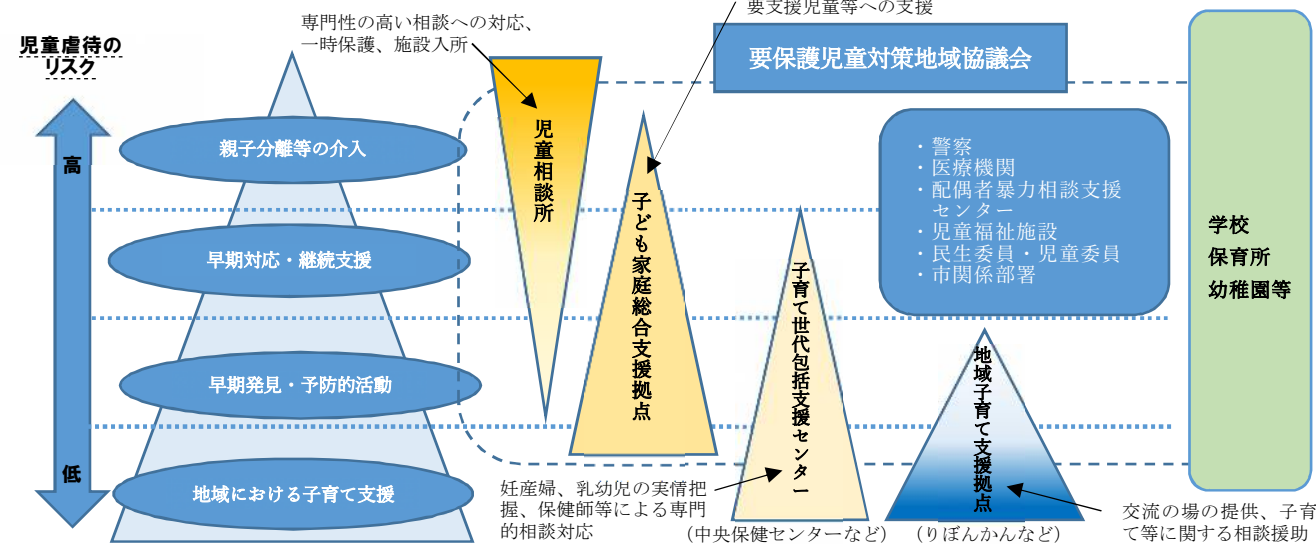 要支援児童等への支援
専門性の高い相談への対応、
一時保護、施設入所
児童虐待の
リスク
要保護児童対策地域協議会
高
親子分離等の介入
早期対応・継続支援
早期発見・予防的活動
低
地域における子育て支援
児童相談所
子ども家庭総合支援拠点
子育て世代包括支援センター
地域子育て支援拠点
・警察
・医療機関
・配偶者暴力相談支援
センター
・児童福祉施設
・民生委員・児童委員
・市関係部署
学校
保育所
幼稚園等
妊産婦、乳幼児の実情把
握、保健師等による専門
的相談対応
（中央保健センターなど）
（りぼんかんなど）
交流の場の提供、子育
て等に関する相談援助